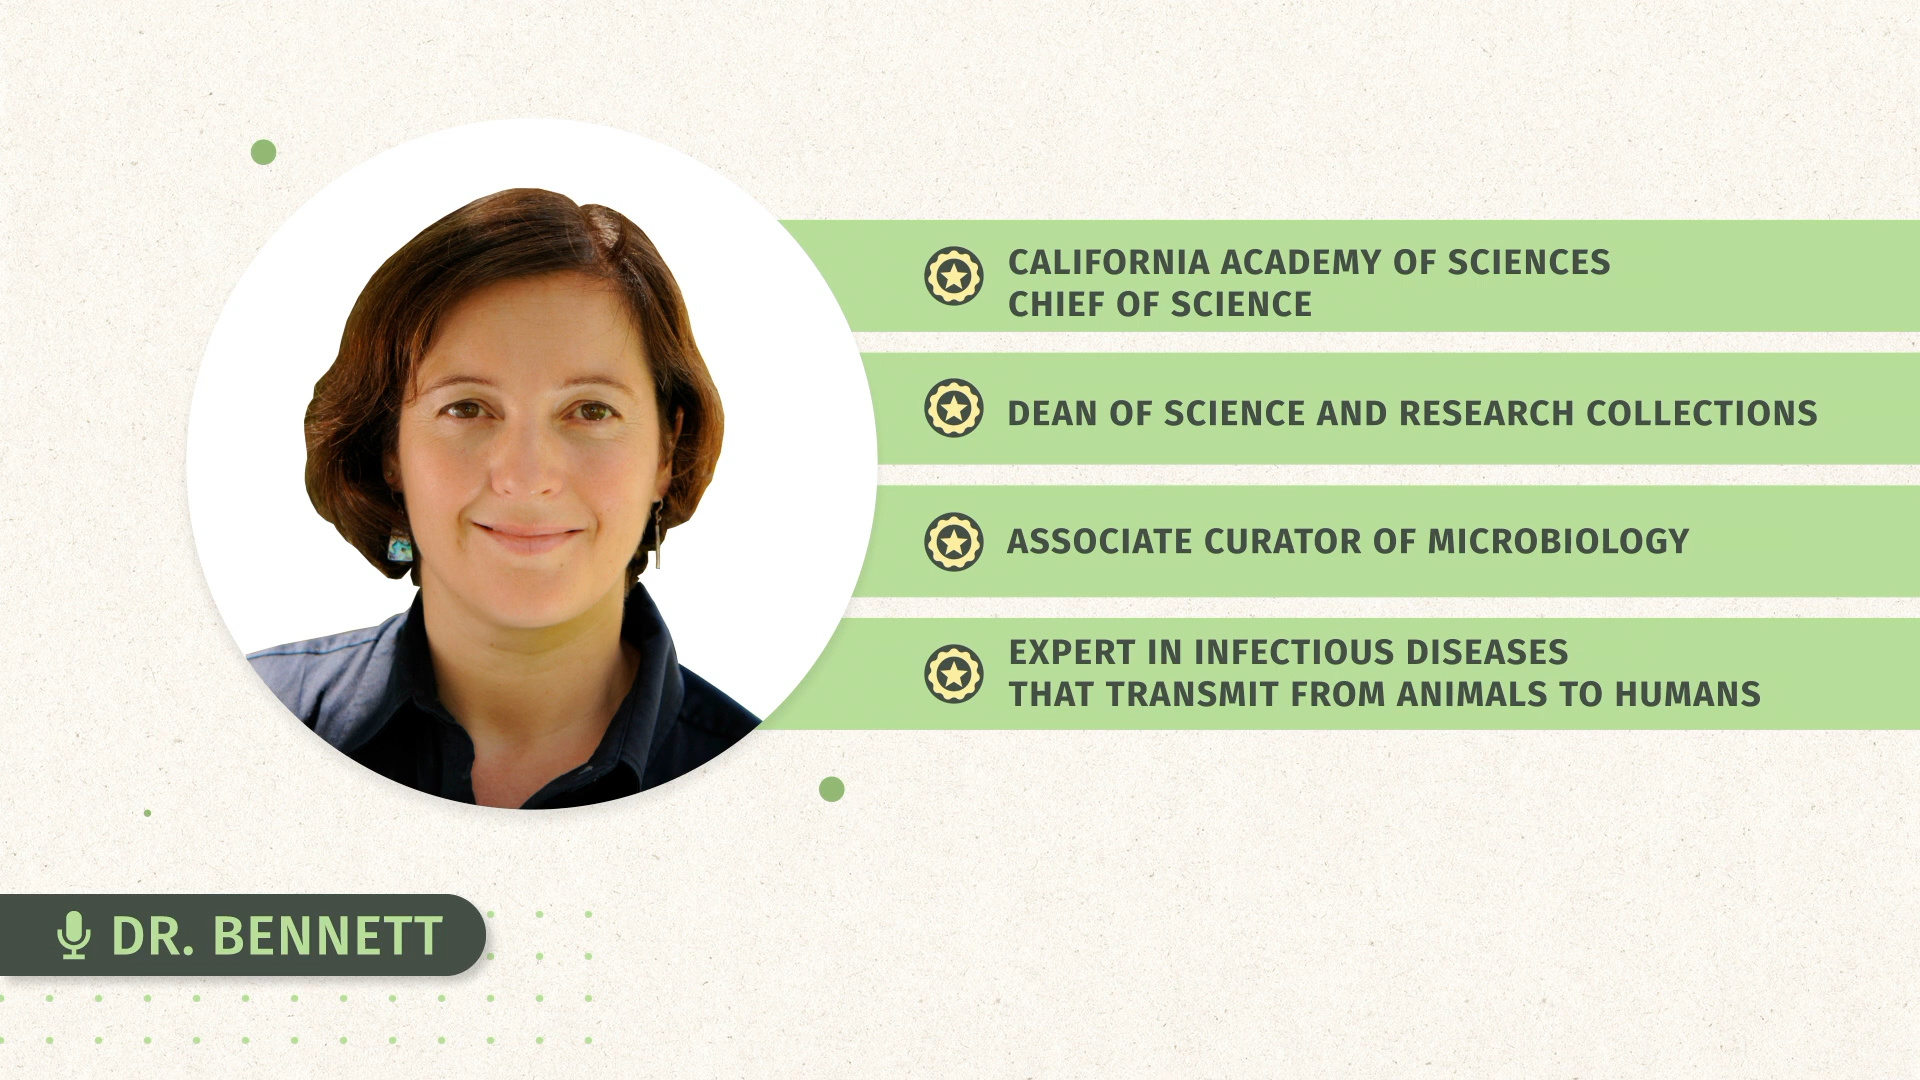 CALIFORNIA ACADEMY OF SCIENCES
CHIEF OF SCIENCE
DEAN OF SCIENCE AND RESEARCH COLLECTIONS
ASSOCIATE CURATOR OF MICROBIOLOGY
EXPERT IN INFECTIOUS DISEASES
THAT TRANSMIT FROM ANIMALS TO HUMANS
DR. BENNETT